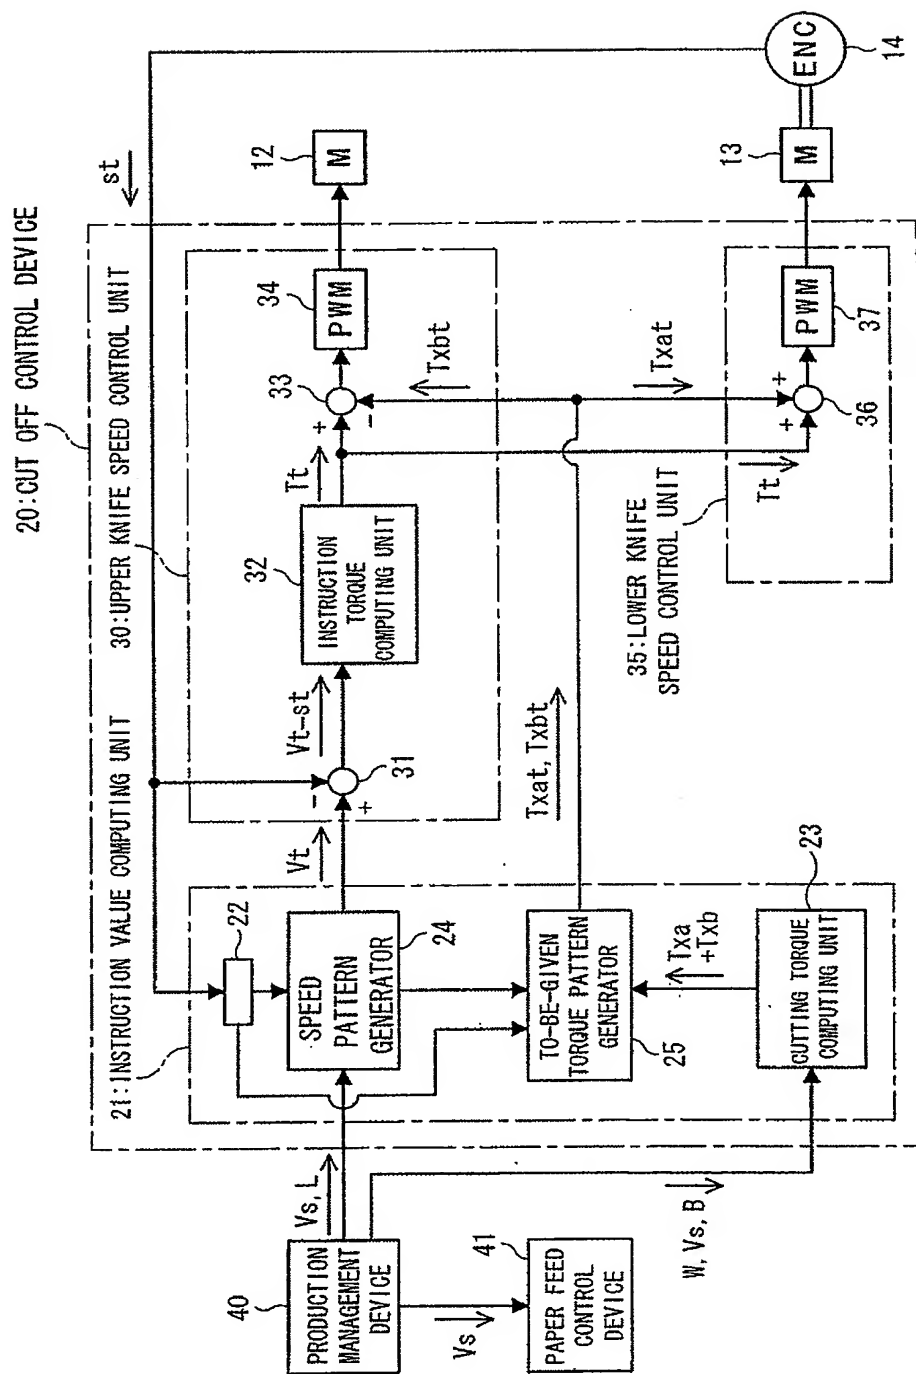 20:CUT OFF CONTROL DEVICE
st
21:INSTRUCTION VALUE COMPUTING UNIT
30:UPPER KNIFE SPEED CONTROL UNIT
22
Vs, L
40
PRODUCTION
MANAGEMENT
DEVICE
SPEED
PATTERN
GENERATOR
24
Vt
+
-
31
Vt-st
32
INSTRUCTION
TORQUE
COMPUTING UNIT
Tt
+
-
33
34
PWM
12
M
Txbt
Vs
41
PAPER FEED
CONTROL
DEVICE
TO-BE-GIVEN
TORQUE PATTERN
GENERATOR
25
Txat, Txbt
Txat
Txa
+Txb
35:LOWER KNIFE
SPEED CONTROL UNIT
W, Vs, B
23
CUTTING TORQUE
COMPUTING UNIT
Tt
+
+
36
PWM
37
13
M
ENC
14